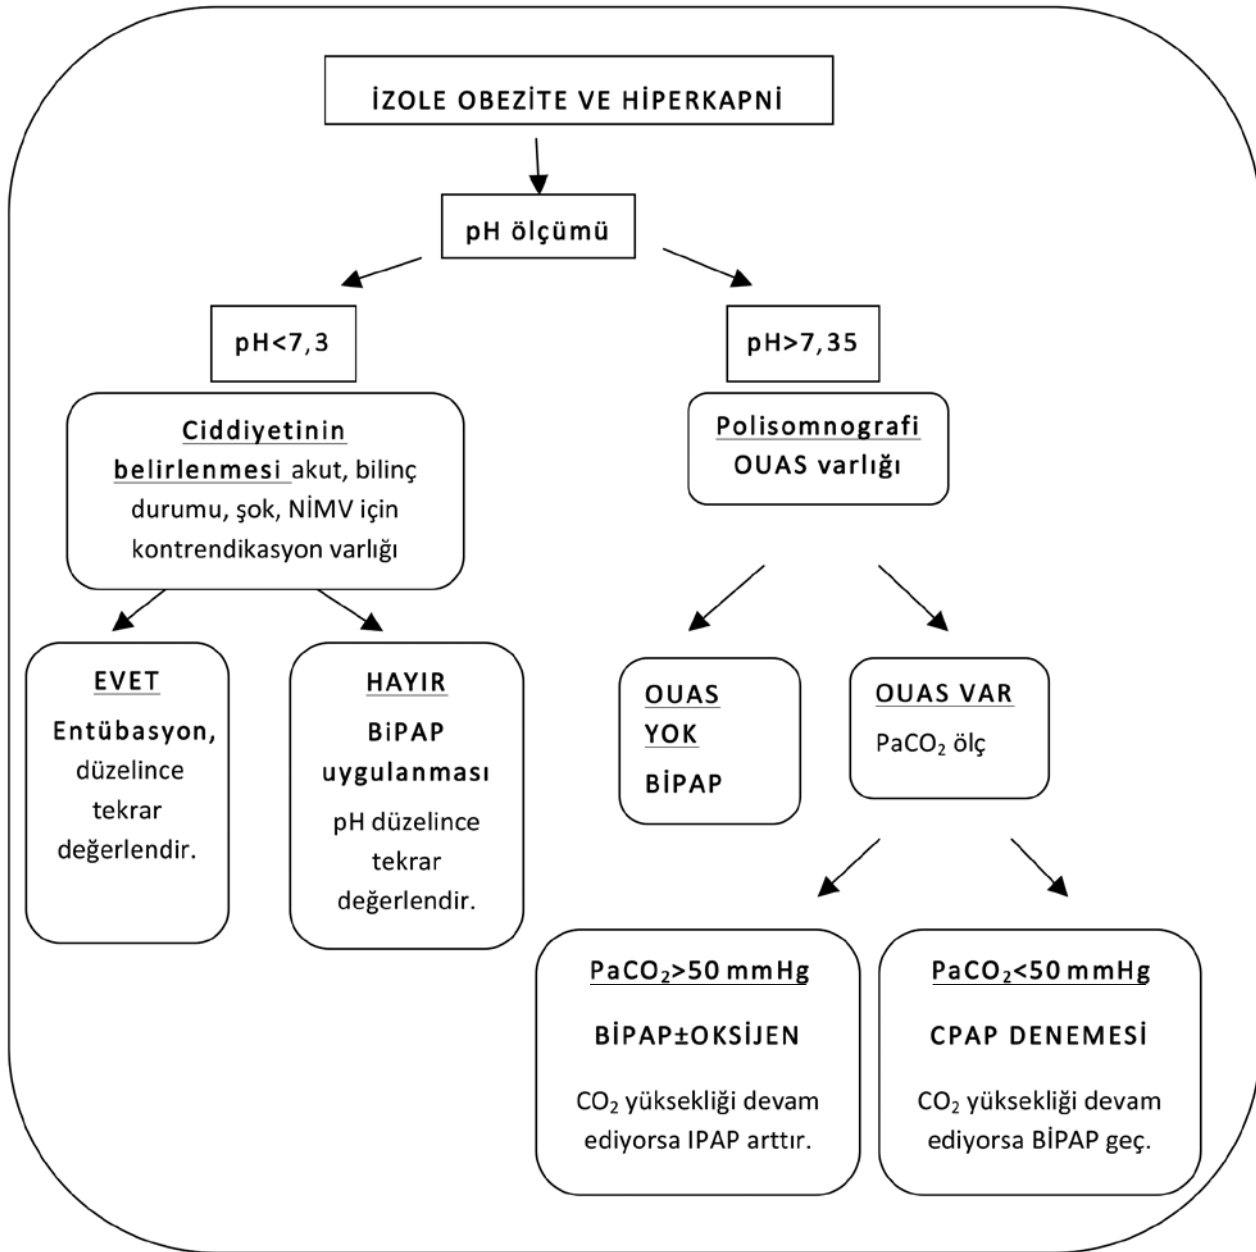 İZOLE OBEZİTE VE HİPERKAPNİ
pH ölçümü
pH<7,3
pH>7,35
Ciddiyetinin
belirlenmesi akut, bilinç
durumu, şok, NİMV için
kontrendikasyon varlığı
Polisomnografi
OUAS varlığı
EVET
Entübasyon,
düzelince
tekrar
değerlendir.
HAYIR
BiPAP
uygulanması
pH düzelince
tekrar
değerlendir.
OUAS
YOK
BİPAP
OUAS VAR
PaCO₂ ölç
PaCO₂>50 mmHg
BİPAP±OKSİJEN
CO₂ yüksekliği devam
ediyorsa IPAP arttır.
PaCO₂<50 mmHg
CPAP DENEMESİ
CO₂ yüksekliği devam
ediyorsa BİPAP geç.